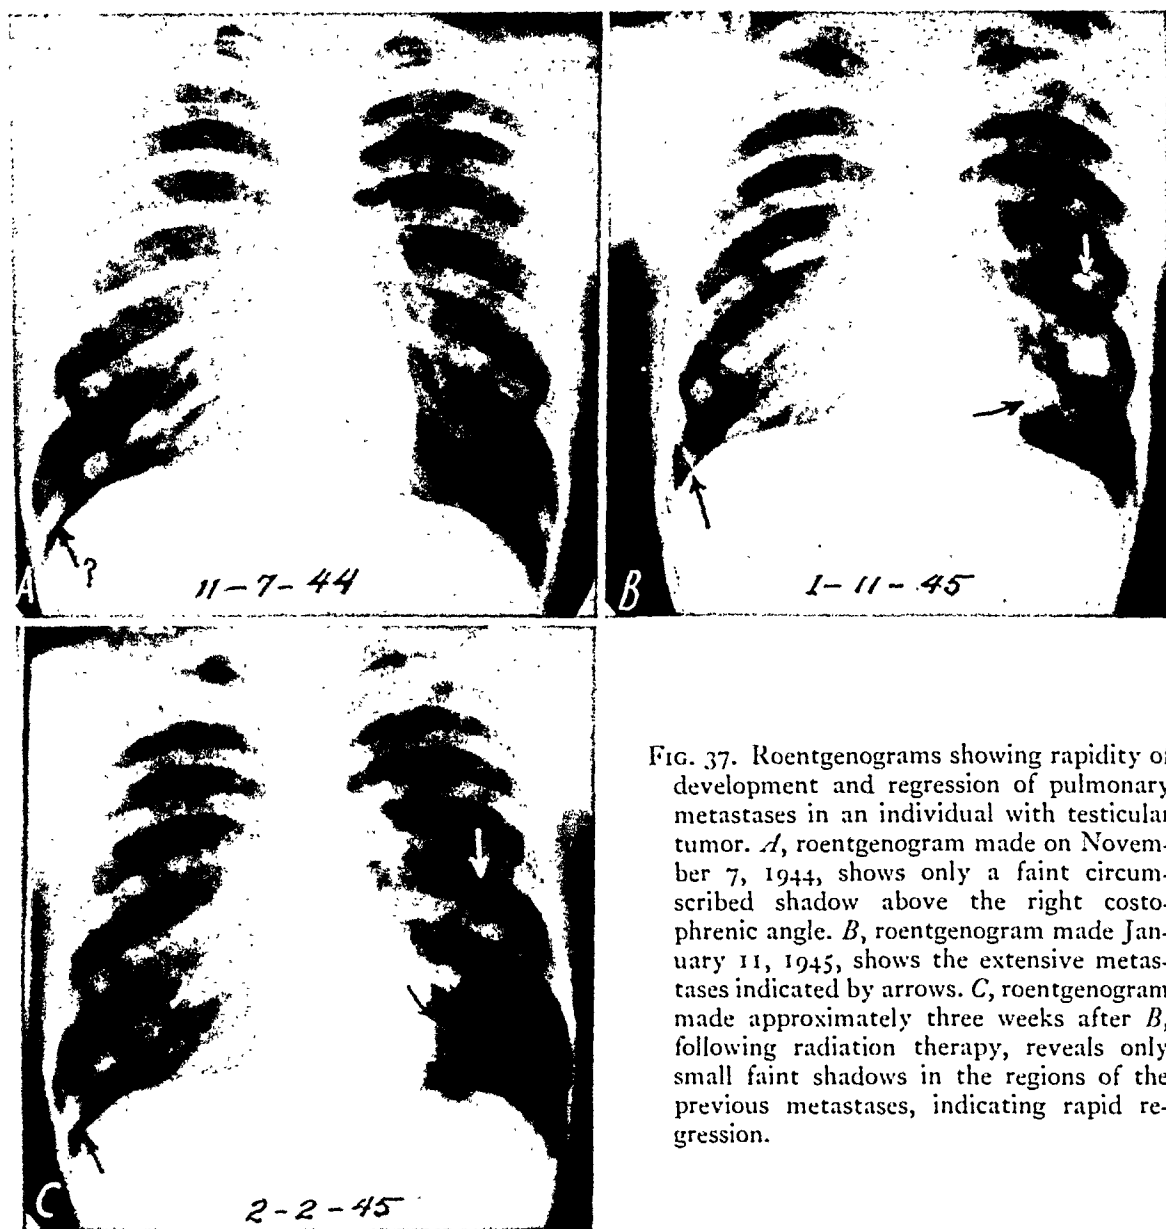 A
?
11-7-44
B
1-11-45
C
2-2-45
FIG. 37. Roentgenograms showing rapidity of
development and regression of pulmonary
metastases in an individual with testicular
tumor. A, roentgenogram made on Novem-
ber 7, 1944, shows only a faint circum-
scribed shadow above the right costo-
phrenic angle. B, roentgenogram made Jan-
uary 11, 1945, shows the extensive metas-
tases indicated by arrows. C, roentgenogram
made approximately three weeks after B,
following radiation therapy, reveals only
small faint shadows in the regions of the
previous metastases, indicating rapid re-
gression.